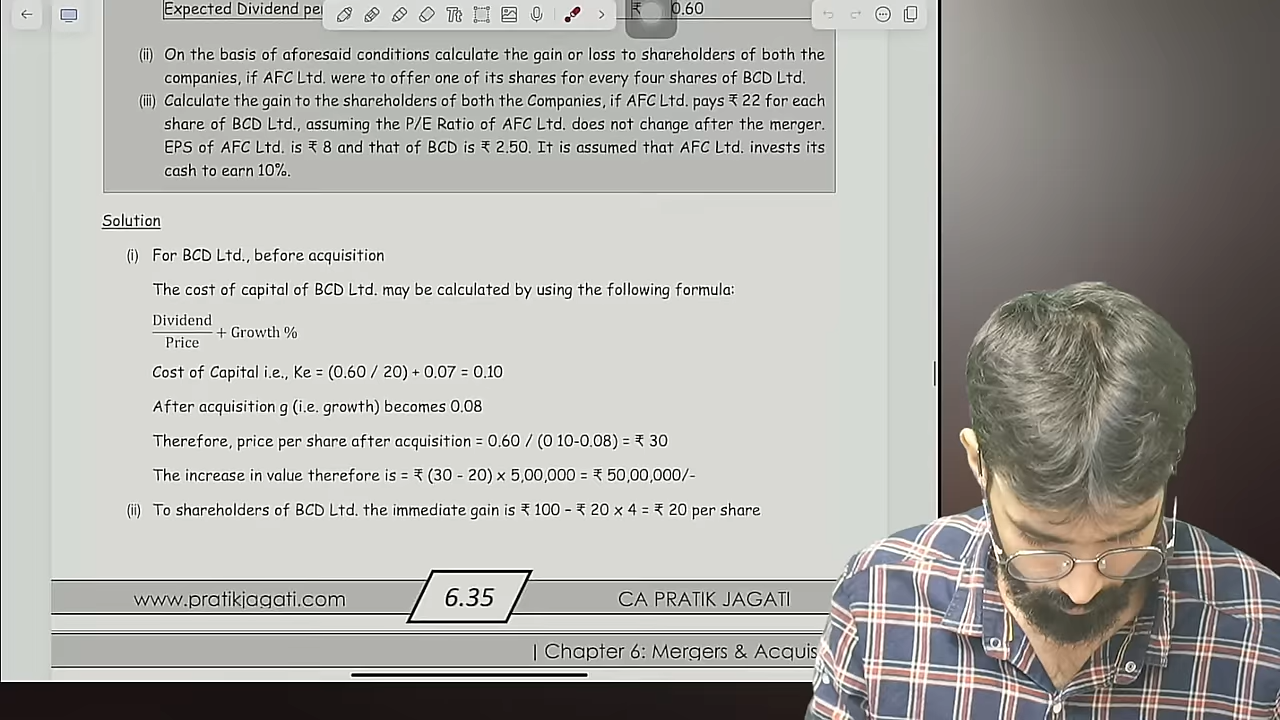 Expected Dividend pe ₹ 0.60
(ii) On the basis of aforesaid conditions calculate the gain or loss to shareholders of both the
companies, if AFC Ltd. were to offer one of its shares for every four shares of BCD Ltd.
(iii) Calculate the gain to the shareholders of both the Companies, if AFC Ltd. pays ₹ 22 for each
share of BCD Ltd., assuming the P/E Ratio of AFC Ltd. does not change after the merger.
EPS of AFC Ltd. is ₹ 8 and that of BCD is ₹ 2.50. It is assumed that AFC Ltd. invests its
cash to earn 10%.
Solution
(i) For BCD Ltd., before acquisition
The cost of capital of BCD Ltd. may be calculated by using the following formula:
Dividend
Price
+ Growth %
Cost of Capital i.e., Ke = (0.60 / 20) + 0.07 = 0.10
After acquisition g (i.e. growth) becomes 0.08
Therefore, price per share after acquisition = 0.60 / (0 10-0.08) = ₹ 30
The increase in value therefore is = ₹ (30 - 20) x 5,00,000 = ₹ 50,00,000/-
(ii) To shareholders of BCD Ltd. the immediate gain is ₹ 100 – ₹ 20 x 4 = ₹ 20 per share
www.pratikjagati.com 6.35 CA PRATIK JAGATI
| Chapter 6: Mergers & Acquis